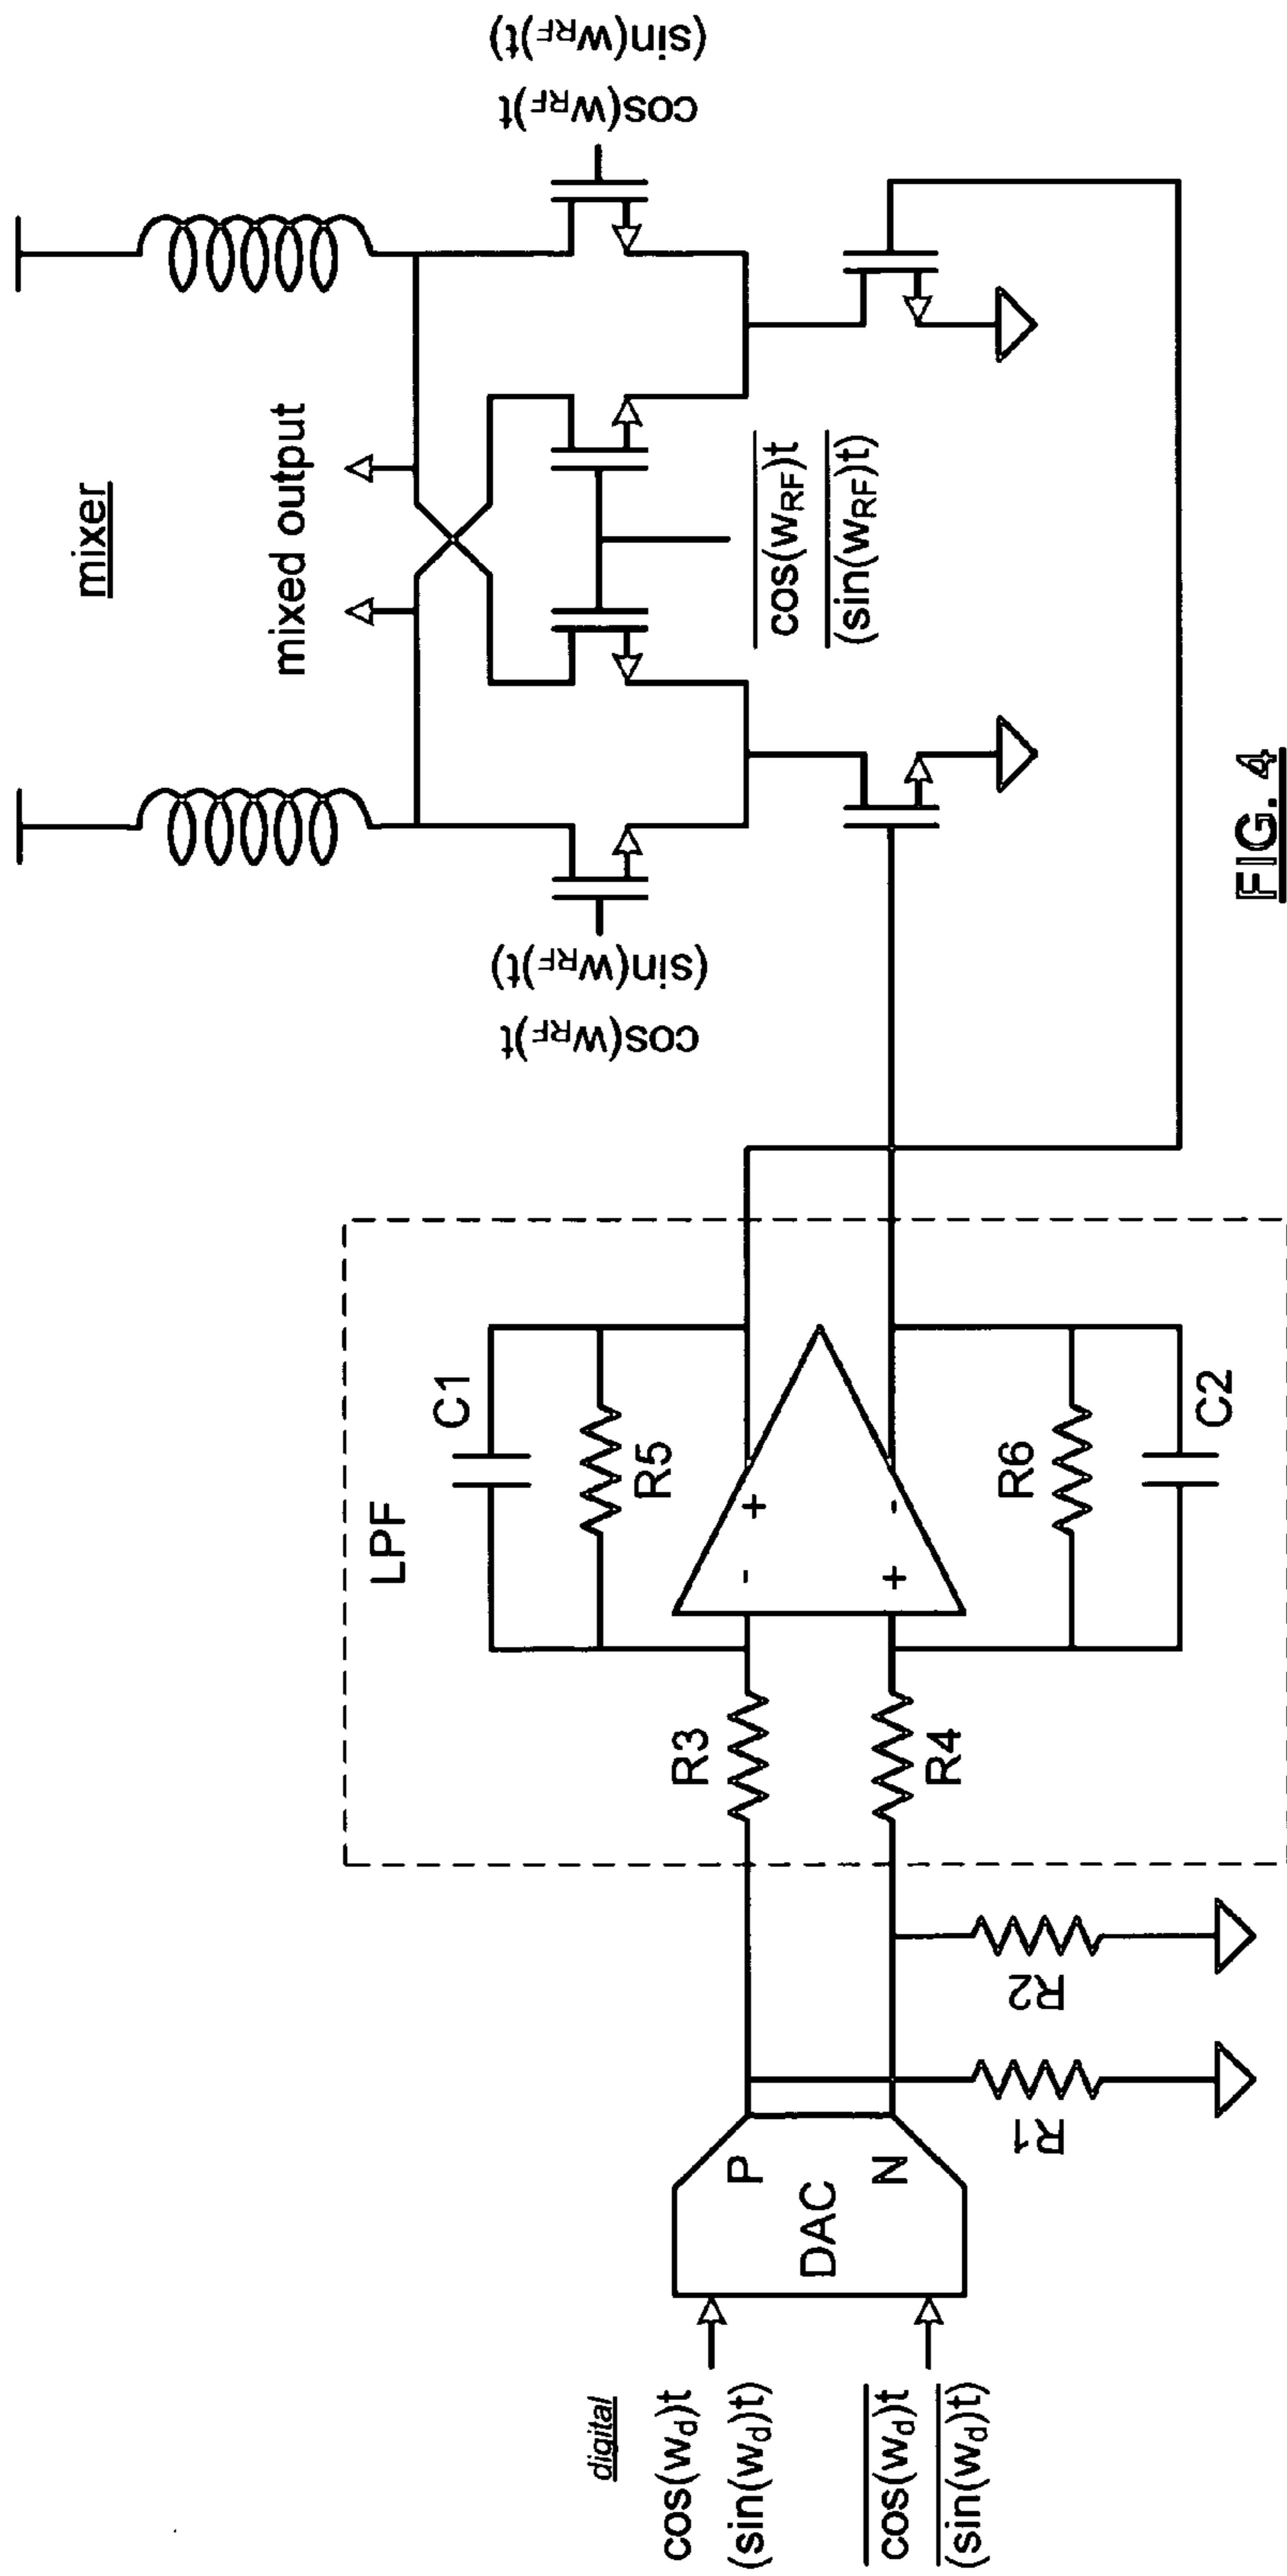 digital
cos(wd)t
(sin(wd)t)
cos(wd)t
(sin(wd)t)
DAC
P
N
R1
R2
R3
R4
LPF
C1
R5
-
+
+
-
R6
C2
mixer
mixed output
cos(wRF)t
(sin(wRF)t)
cos(wRF)t
(sin(wRF)t)
cos(wRF)t
(sin(wRF)t)
FIG. 4